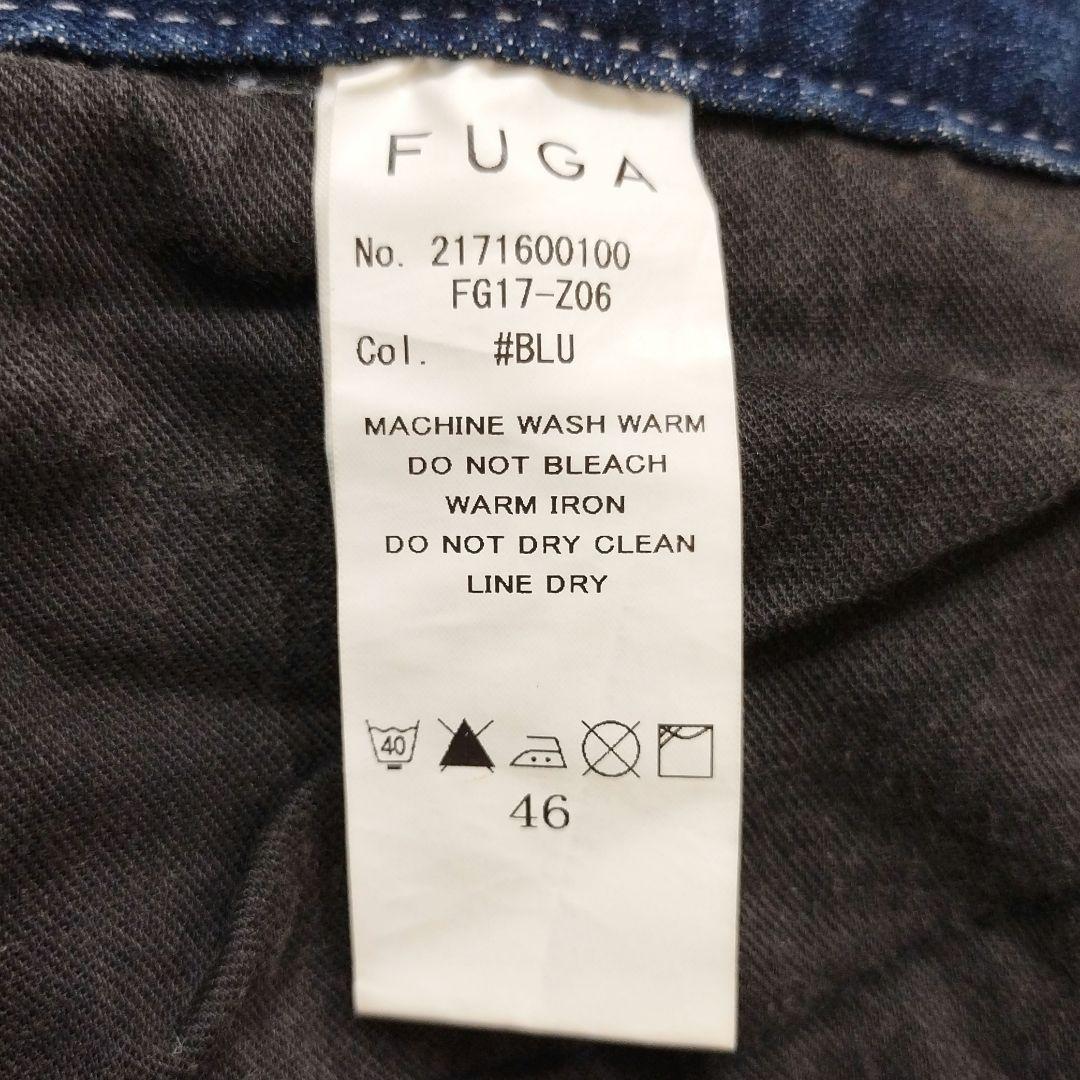 FUGA
No. 2171600100
FG17-Z06
Col. #BLU
MACHINE WASH WARM
DO NOT BLEACH
WARM IRON
DO NOT DRY CLEAN
LINE DRY
40
46